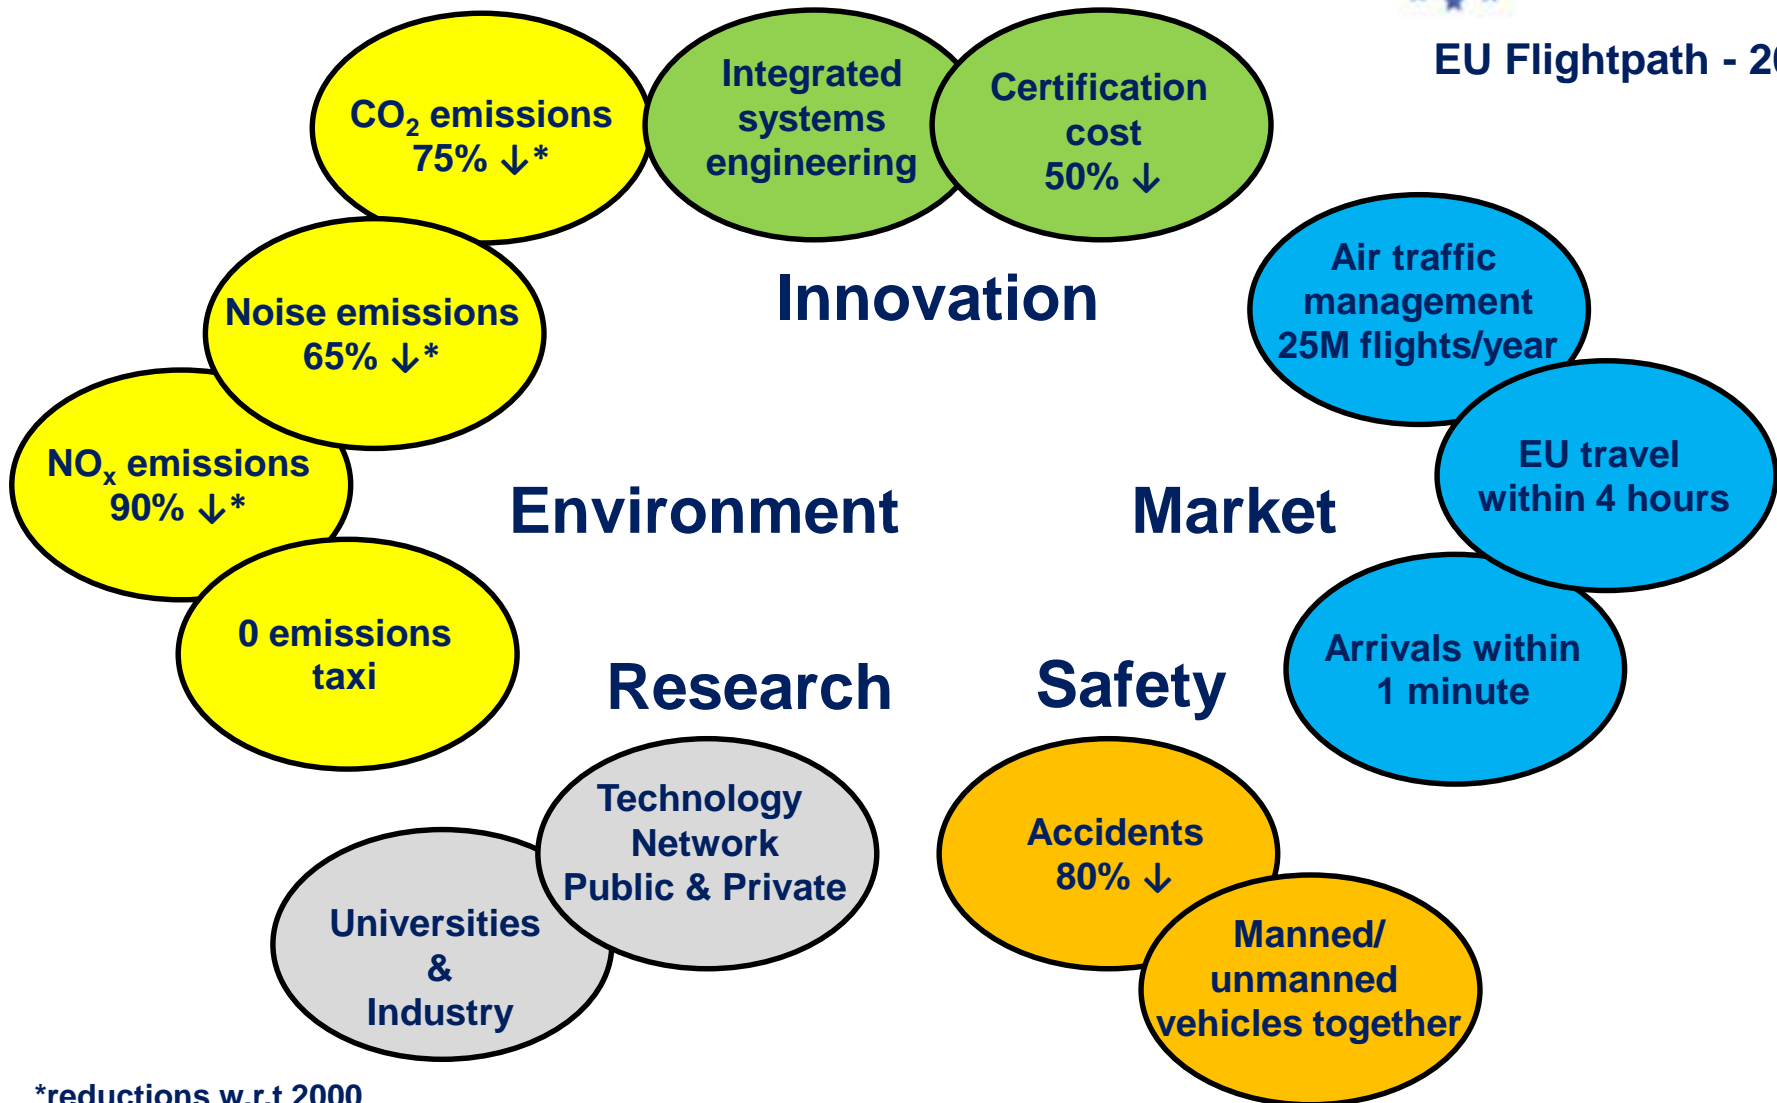 EU Flightpath - 20
CO₂ emissions
75% ↓*
Integrated
systems
engineering
Certification
cost
50% ↓
Innovation
Noise emissions
65% ↓*
Air traffic
management
25M flights/year
NOₓ emissions
90% ↓*
Environment
Market
EU travel
within 4 hours
0 emissions
taxi
Research
Safety
Arrivals within
1 minute
Technology
Network
Public & Private
Universities
&
Industry
Accidents
80% ↓
Manned/
unmanned
vehicles together
*reductions w.r.t 2000